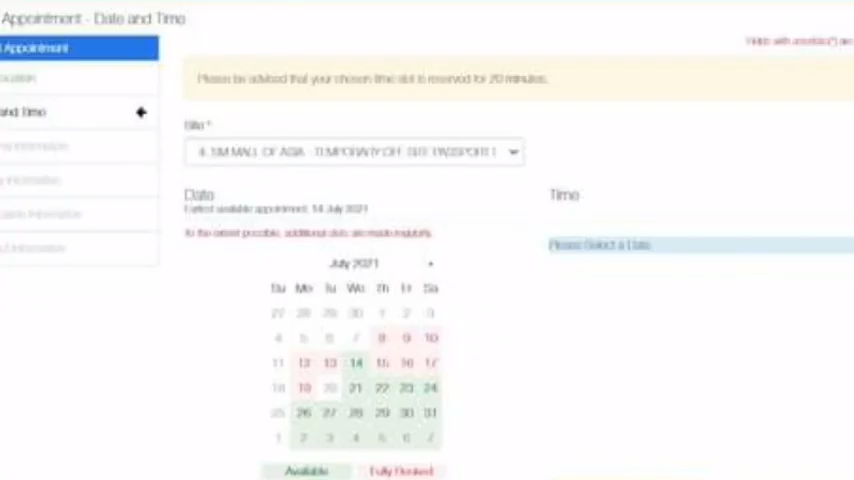 Appointment - Date and Time
Appointment
and Time
Please be advised that your chosen time slot is reserved for 20 minutes.
Site *
4. SM MALL OF ASIA - TEMPORARY OFF-SITE PASSPORT
Date
Time
Earliest available appointment: 14 July 2021
To the extent possible, additional slots are made regularly.
Please Select a Date
July 2021
Su Mo Tu We Th Fr Sa
27 28 29 30 1 2 3
4 5 6 7 8 9 10
11 12 13 14 15 16 17
18 19 20 21 22 23 24
25 26 27 28 29 30 31
1 2 3 4 5 6 7
Available Fully Booked